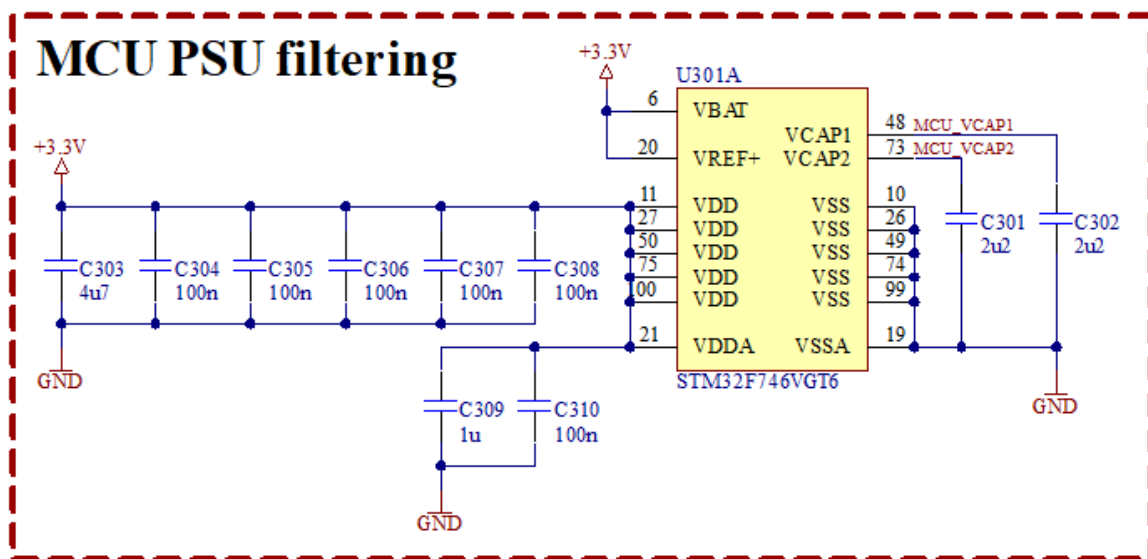 MCU PSU filtering
+3.3V
U301A
6 VBAT
VCAP1 48 MCU_VCAP1
20 VREF+
VCAP2 73 MCU_VCAP2
+3.3V
11 VDD VSS 10
27 VDD VSS 26
50 VDD VSS 49
75 VDD VSS 74
100 VDD VSS 99
21 VDDA VSSA 19
STM32F746VGT6
C301
2u2
C302
2u2
C303
4u7
C304
100n
C305
100n
C306
100n
C307
100n
C308
100n
GND
GND
C309
1u
C310
100n
GND